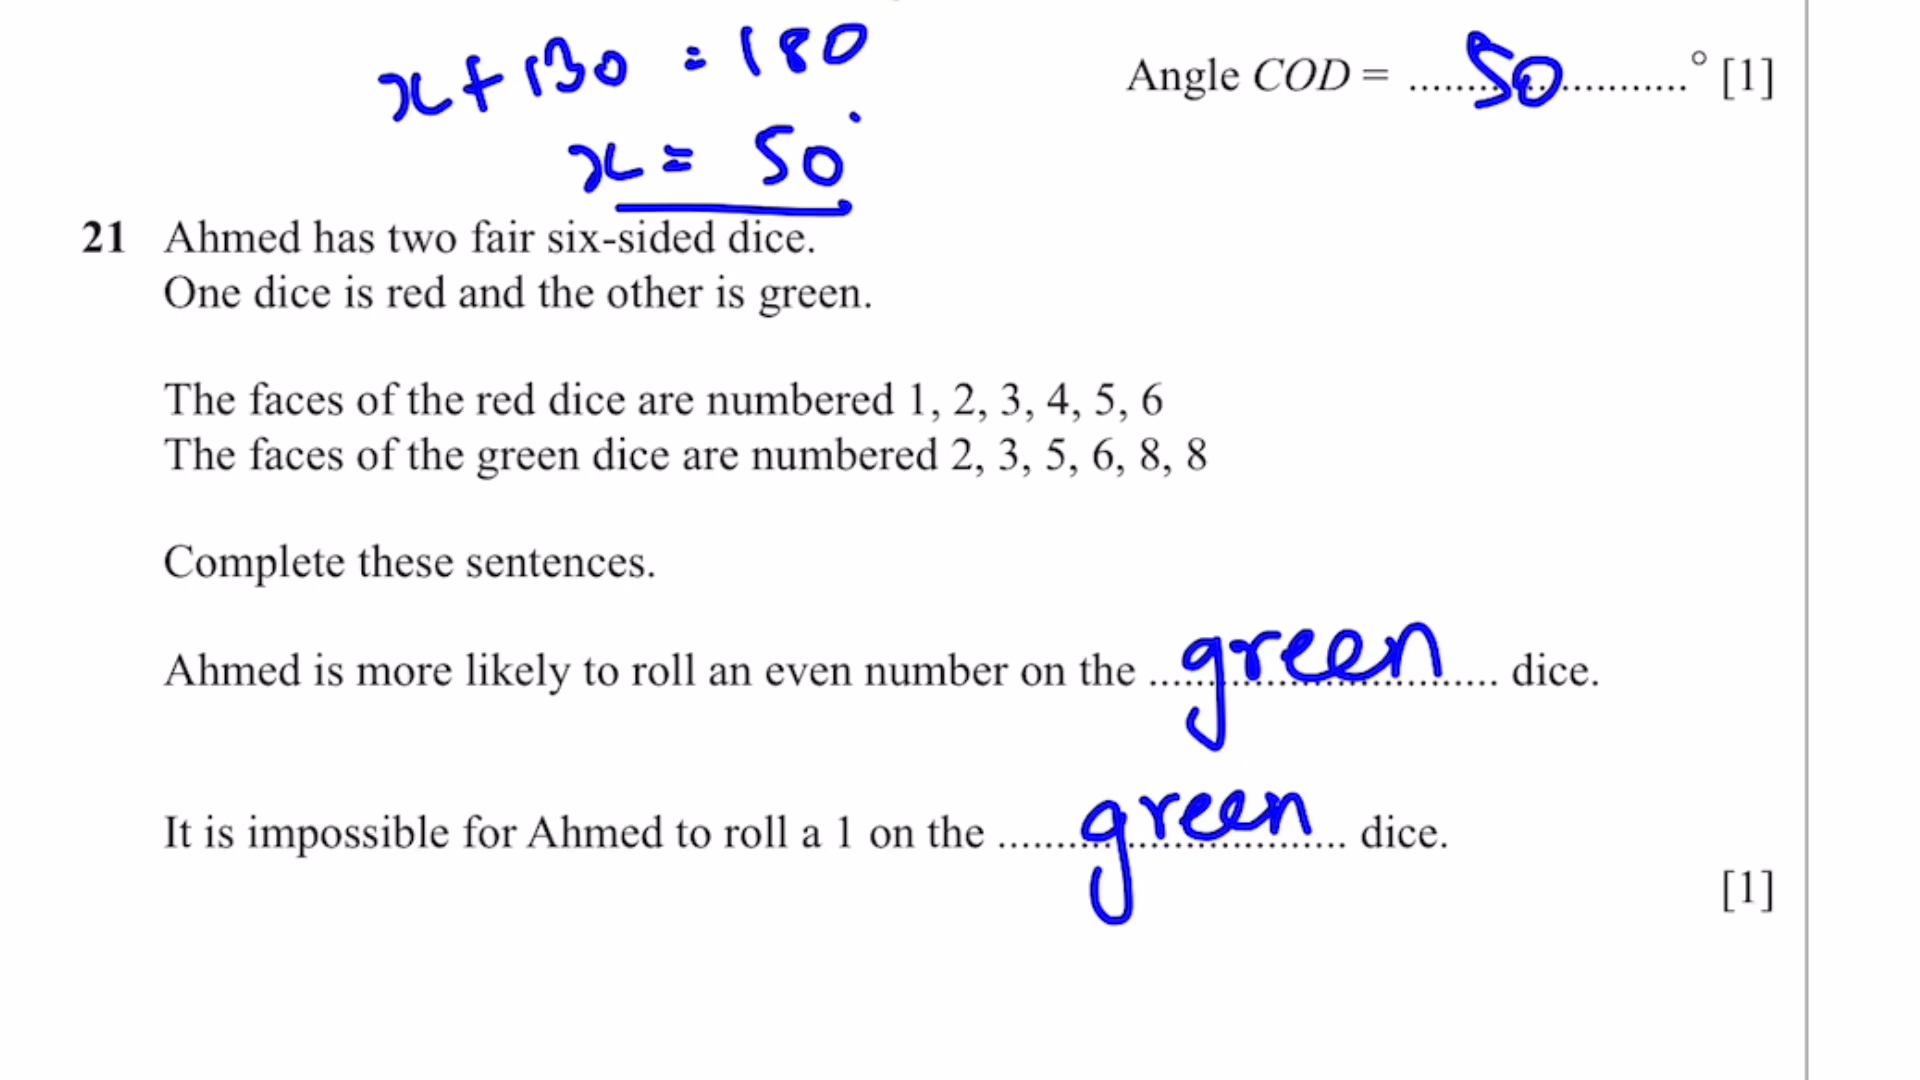 x + 130 = 180
Angle COD = ..........50..........° [1]
x = 50°
21 Ahmed has two fair six-sided dice.
One dice is red and the other is green.
The faces of the red dice are numbered 1, 2, 3, 4, 5, 6
The faces of the green dice are numbered 2, 3, 5, 6, 8, 8
Complete these sentences.
Ahmed is more likely to roll an even number on the ..........green.......... dice.
It is impossible for Ahmed to roll a 1 on the ..........green.......... dice.
[1]